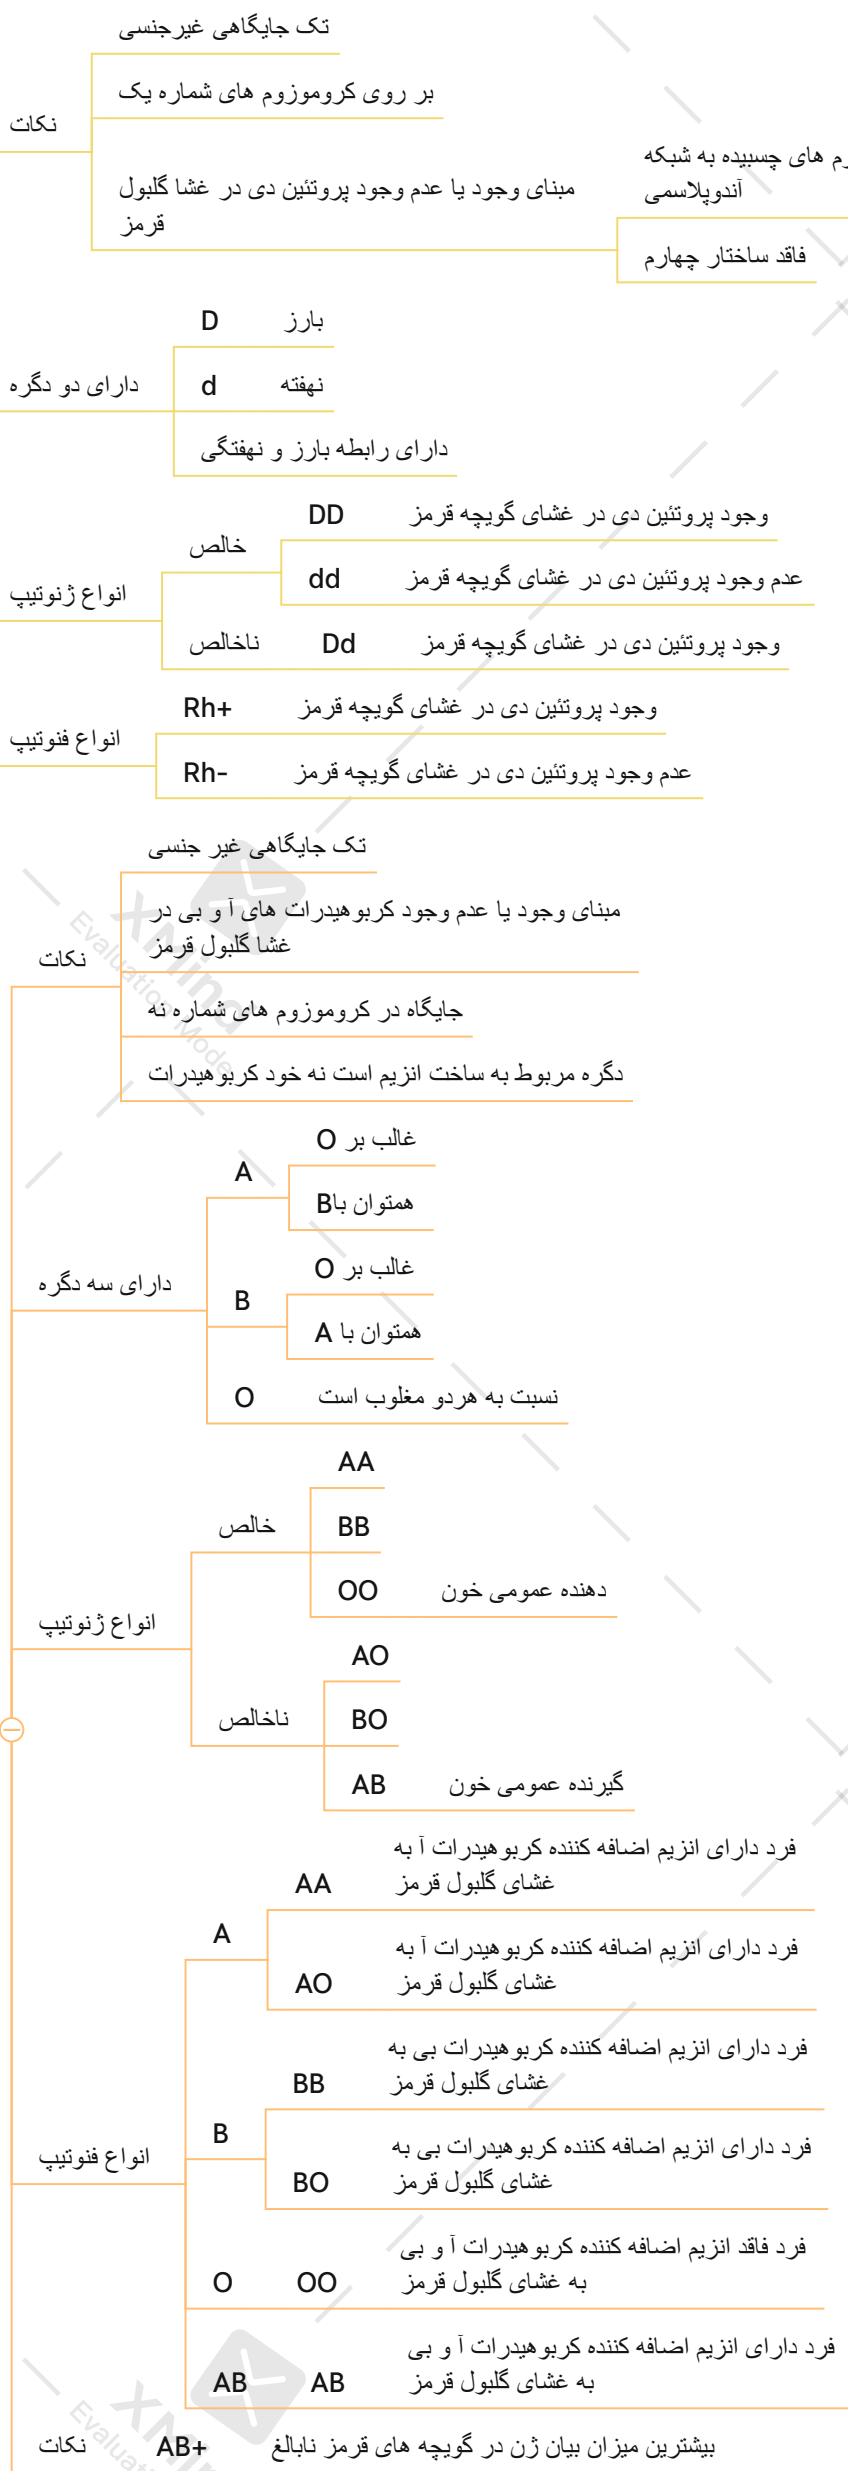 تک جایگاهی غیرجنسی
بر روی کروموزوم های شماره یک
نکات
مبنای وجود یا عدم وجود پروتئین دی در غشا گلبول
قرمز
های چسبیده به شبکه
آندوپلاسمی
فاقد ساختار چهارم
دارای دو دگره
D بارز
d نهفته
دارای رابطه بارز و نهفتگی
انواع ژنوتیپ
خالص
DD وجود پروتئین دی در غشای گویچه قرمز
dd عدم وجود پروتئین دی در غشای گویچه قرمز
ناخالص Dd وجود پروتئین دی در غشای گویچه قرمز
انواع فنوتیپ
Rh+ وجود پروتئین دی در غشای گویچه قرمز
Rh- عدم وجود پروتئین دی در غشای گویچه قرمز
نکات
تک جایگاهی غیر جنسی
مبنای وجود یا عدم وجود کربوهیدرات های آ و بی در
غشا گلبول قرمز
جایگاه در کروموزوم های شماره نه
دگره مربوط به ساخت انزیم است نه خود کربوهیدرات
XMind
Evaluation Mode
دارای سه دگره
A
غالب بر O
همتوان باB
B
غالب بر O
همتوان با A
O نسبت به هردو مغلوب است
انواع ژنوتیپ
خالص
AA
BB
OO دهنده عمومی خون
ناخالص
AO
BO
AB گیرنده عمومی خون
انواع فنوتیپ
A
AA فرد دارای انزیم اضافه کننده کربوهیدرات آ به
غشای گلبول قرمز
AO فرد دارای انزیم اضافه کننده کربوهیدرات آ به
غشای گلبول قرمز
B
BB فرد دارای انزیم اضافه کننده کربوهیدرات بی به
غشای گلبول قرمز
BO فرد دارای انزیم اضافه کننده کربوهیدرات بی به
غشای گلبول قرمز
O OO فرد فاقد انزیم اضافه کننده کربوهیدرات آ و بی
به غشای گلبول قرمز
AB AB فرد دارای انزیم اضافه کننده کربوهیدرات آ و بی
به غشای گلبول قرمز
نکات AB+ بیشترین میزان بیان ژن در گویچه های قرمز نابالغ